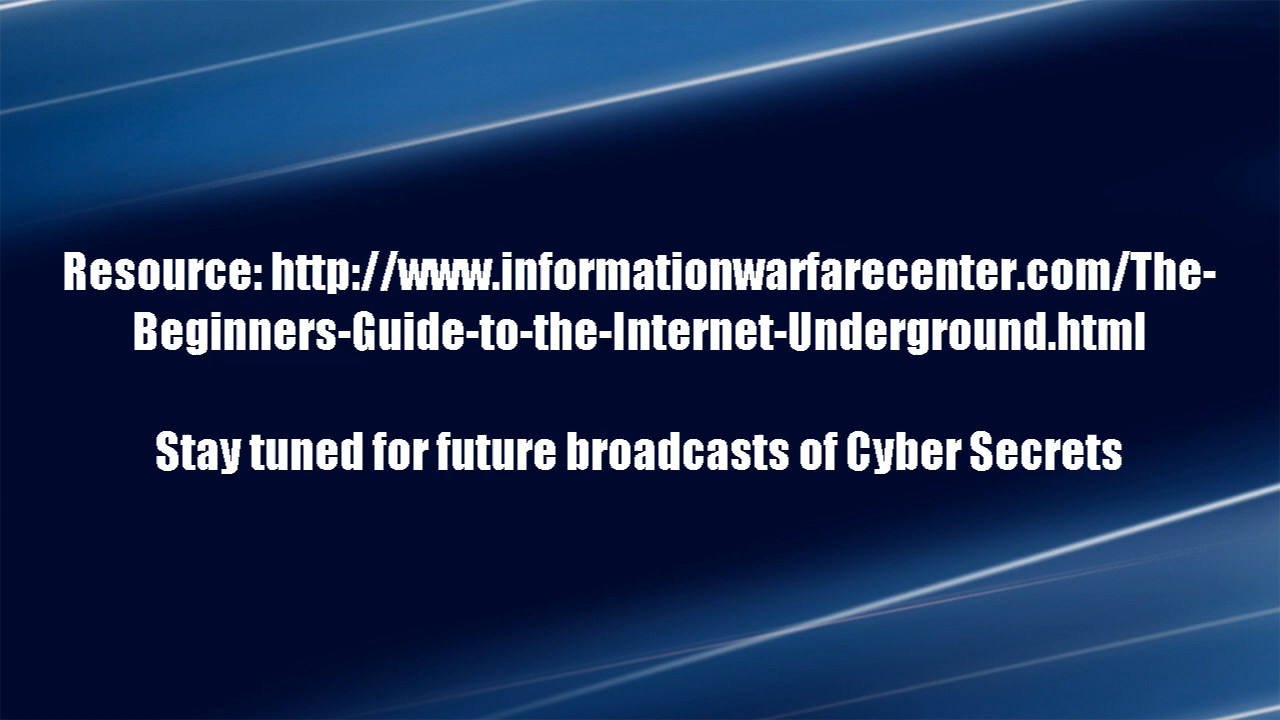 Resource: http://www.informationwarfarecenter.com/The-
Beginners-Guide-to-the-Internet-Underground.html
Stay tuned for future broadcasts of Cyber Secrets